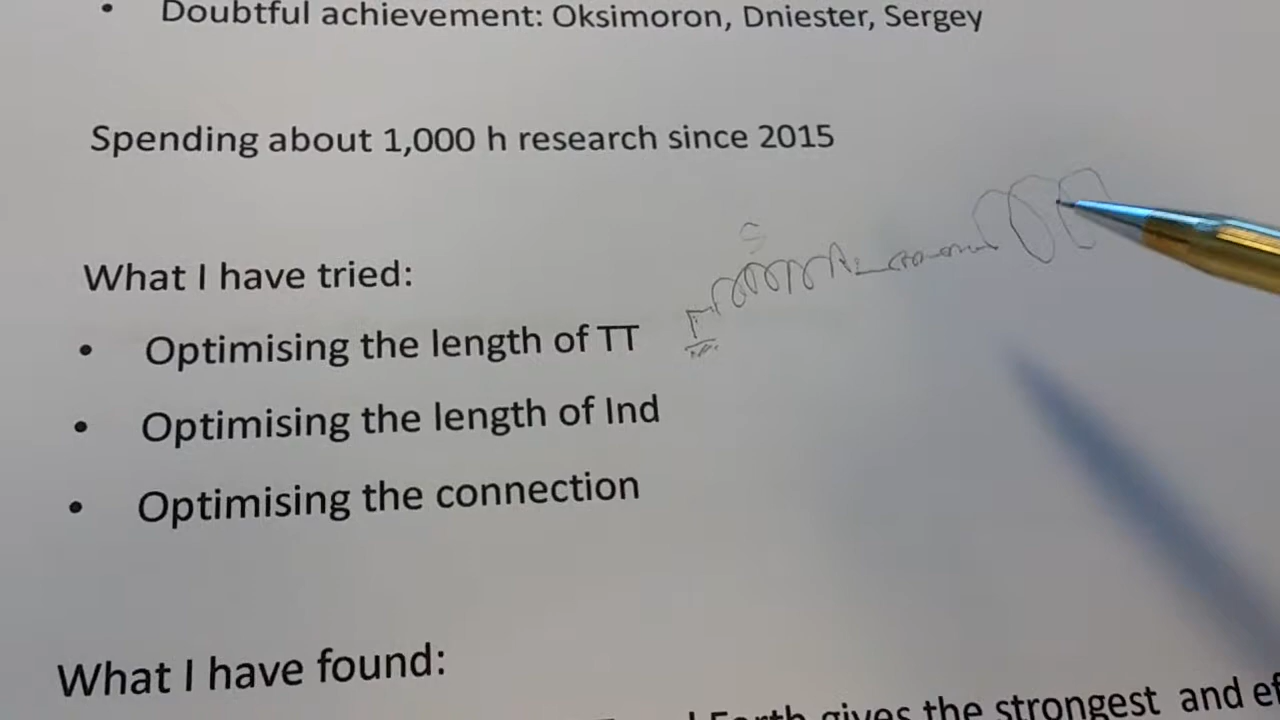 • Doubtful achievement: Oksimoron, Dniester, Sergey
Spending about 1,000 h research since 2015
What I have tried:
• Optimising the length of TT
• Optimising the length of Ind
• Optimising the connection
What I have found:
Earth gives the strongest and